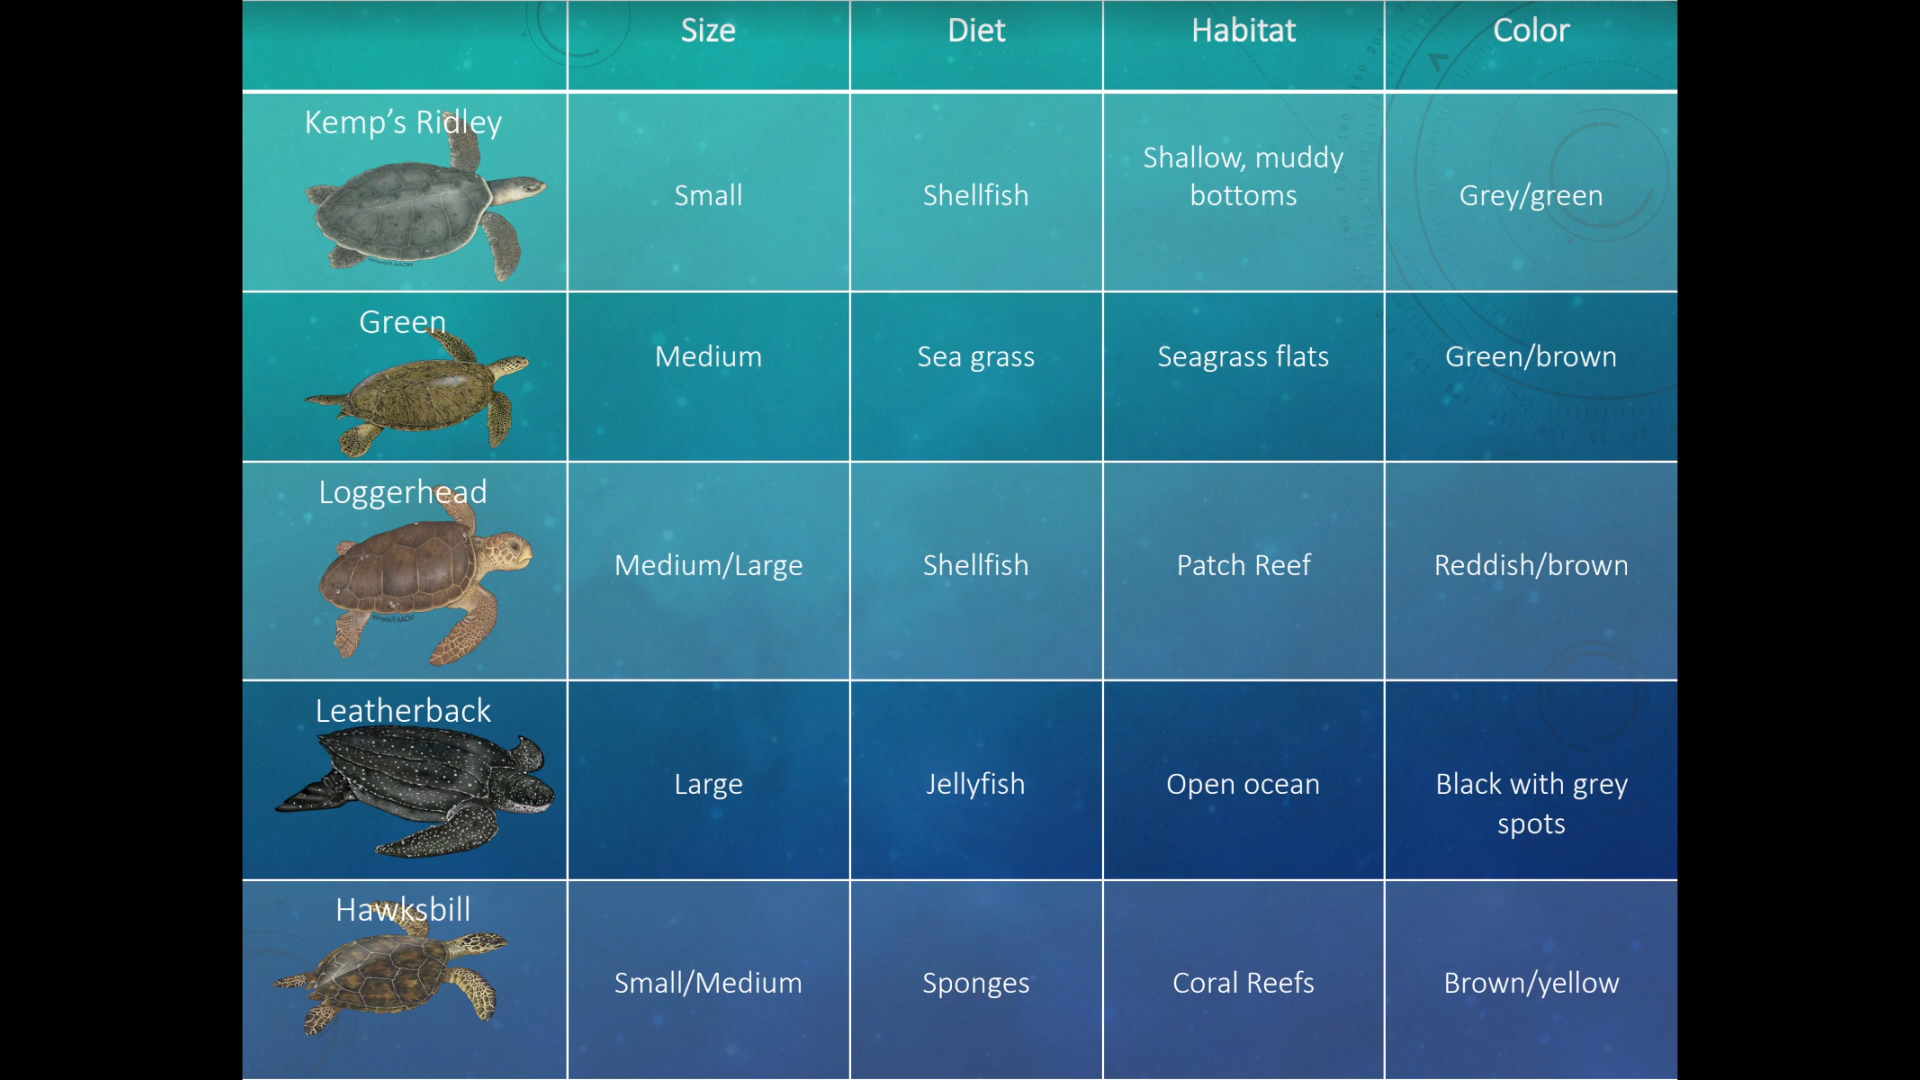 Size Diet Habitat Color
Kemp's Ridley
Small Shellfish Shallow, muddy
bottoms Grey/green
Green
Medium Sea grass Seagrass flats Green/brown
Loggerhead
Medium/Large Shellfish Patch Reef Reddish/brown
Leatherback
Large Jellyfish Open ocean Black with grey
spots
Hawksbill
Small/Medium Sponges Coral Reefs Brown/yellow